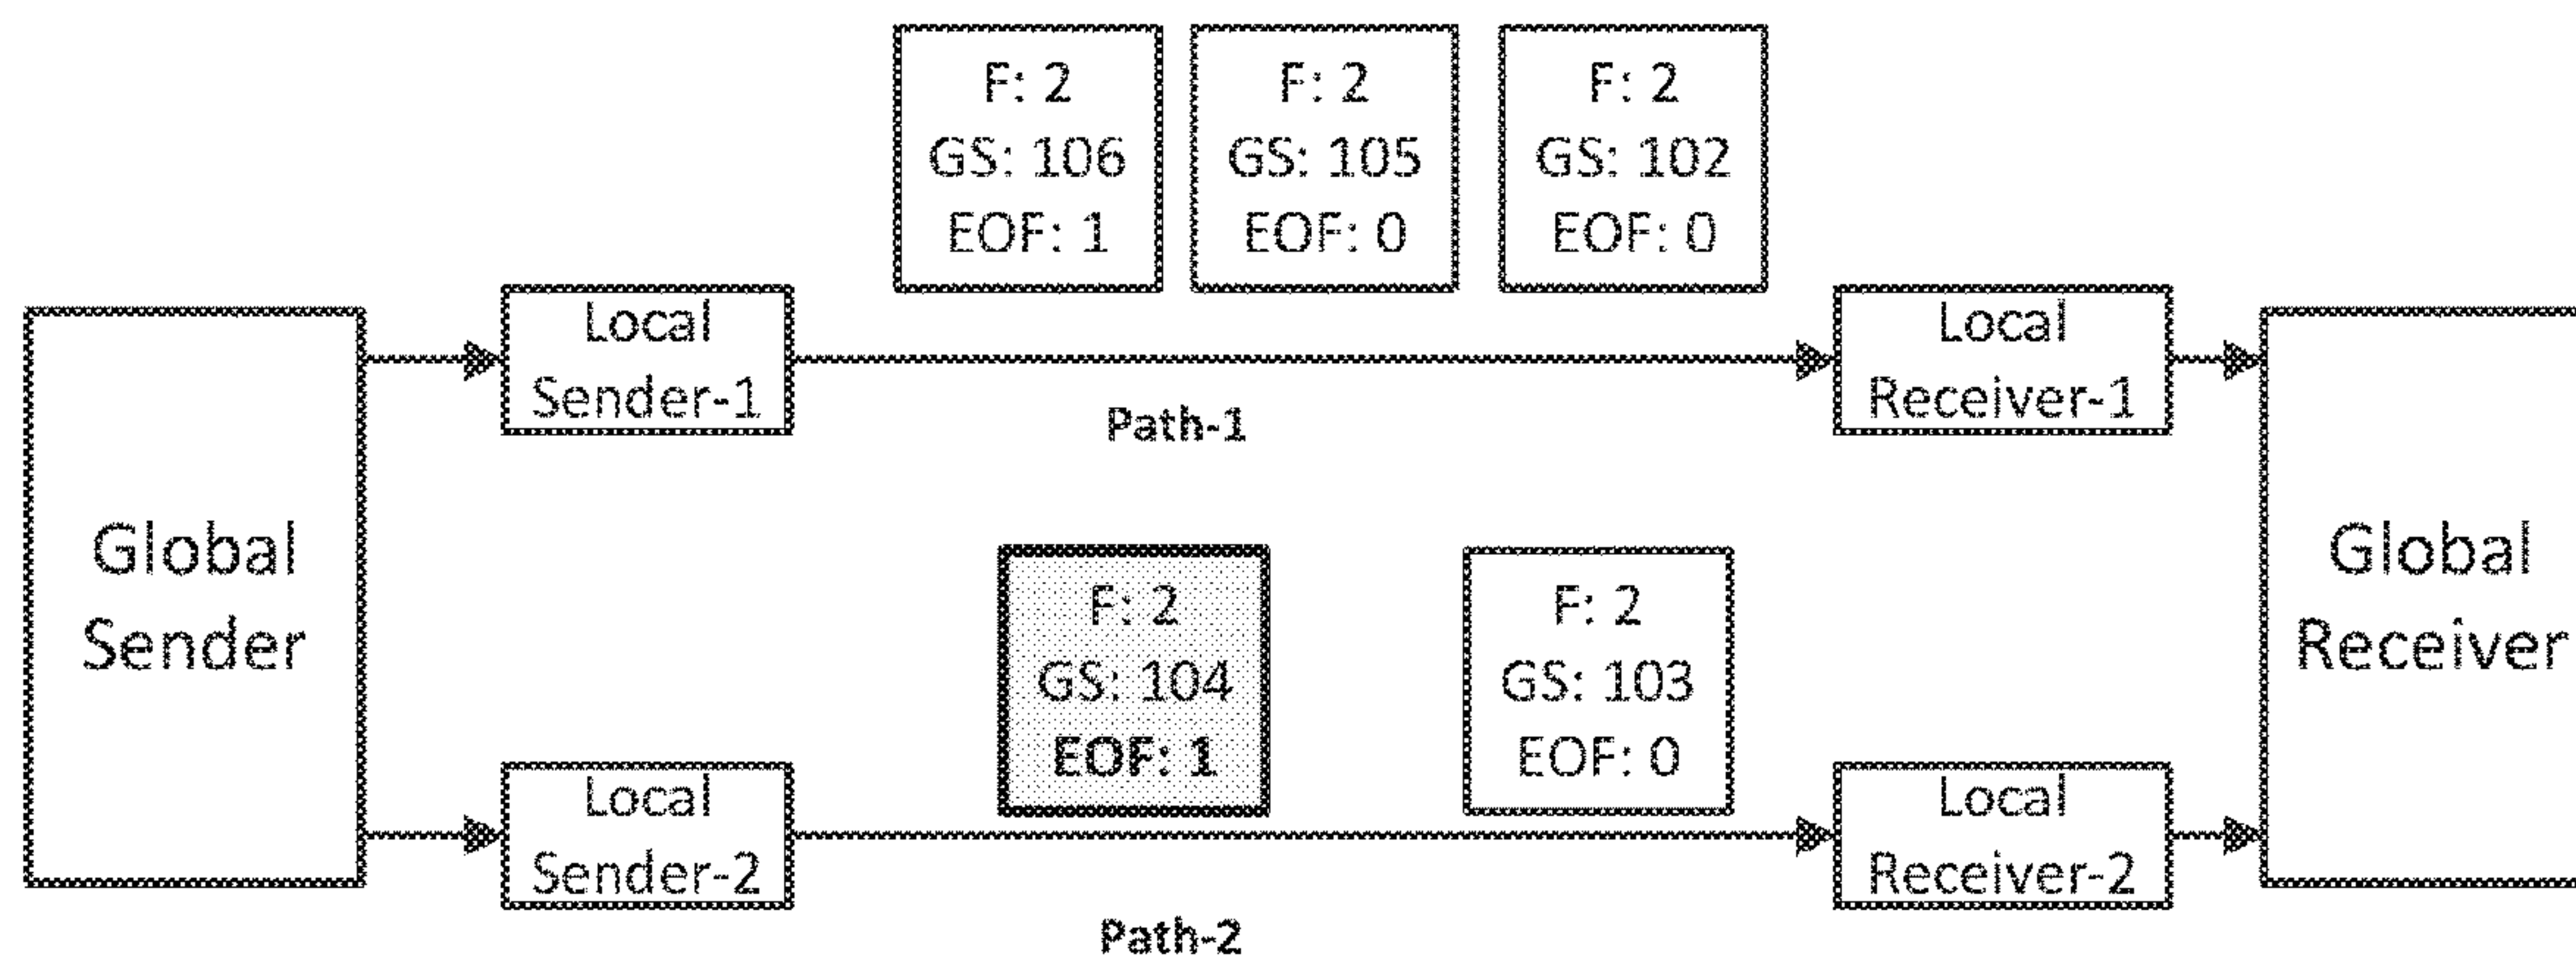 F: 2
GS: 106
EOF: 1
F: 2
GS: 105
EOF: 0
F: 2
GS: 102
EOF: 0
Local
Sender-1
Local
Receiver-1
Path-1
Global
Sender
F: 2
GS: 104
EOF: 1
F: 2
GS: 103
EOF: 0
Global
Receiver
Local
Sender-2
Local
Receiver-2
Path-2